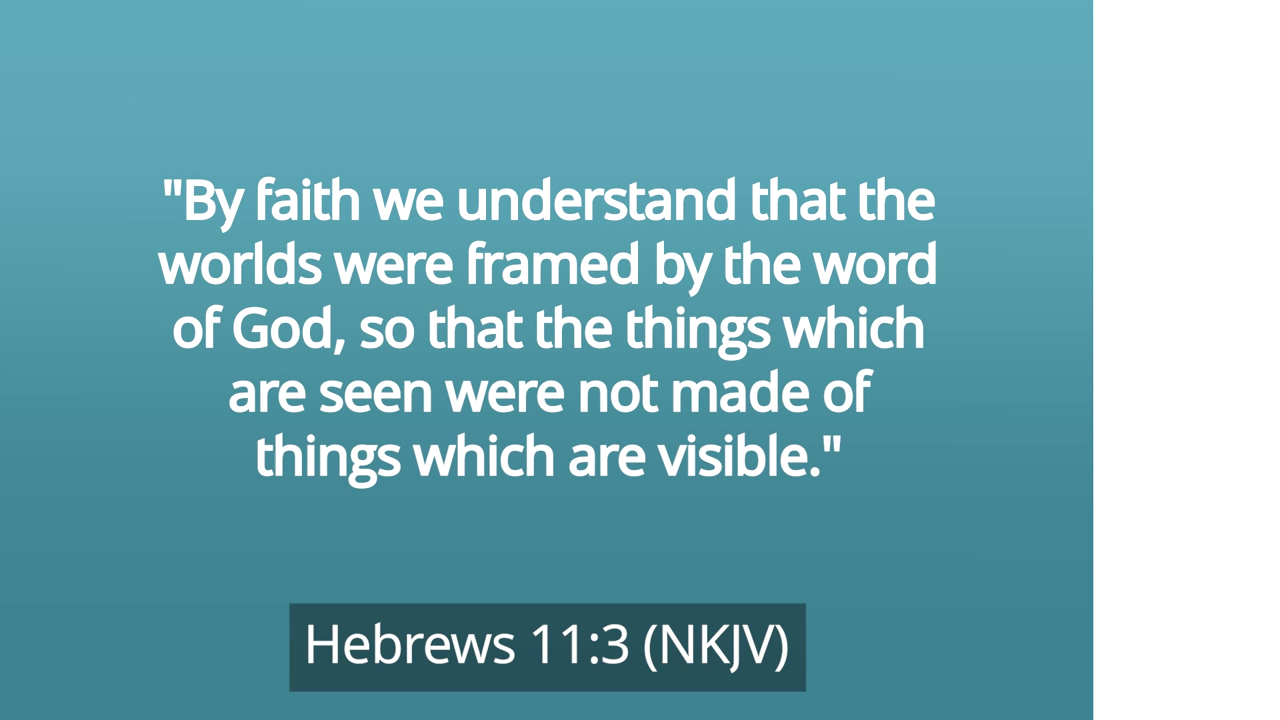 "By faith we understand that the
worlds were framed by the word
of God, so that the things which
are seen were not made of
things which are visible."
Hebrews 11:3 (NKJV)